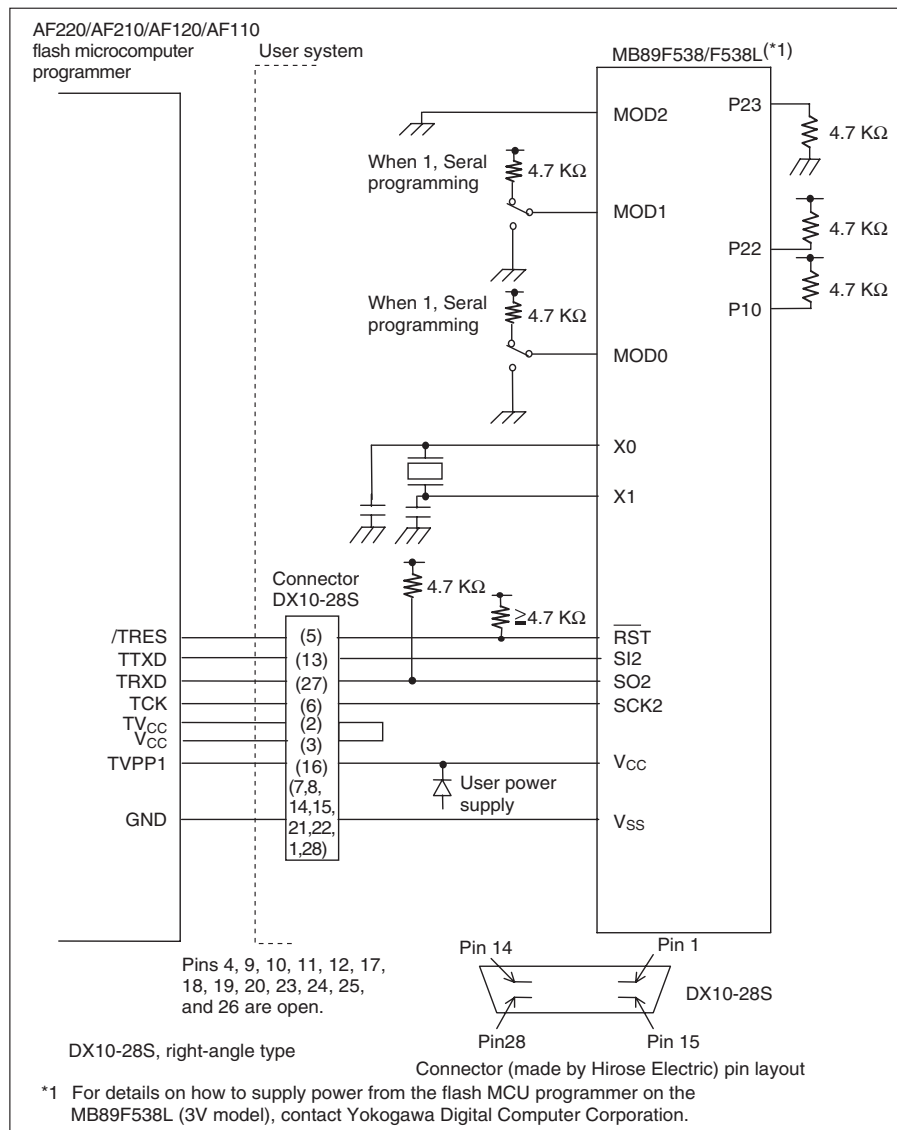 AF220/AF210/AF120/AF110
flash microcomputer
programmer
User system
MB89F538/F538L(*1)
MOD2
P23
4.7 KΩ
When 1, Seral
programming
4.7 KΩ
MOD1
P22
4.7 KΩ
P10
4.7 KΩ
When 1, Seral
programming
4.7 KΩ
MOD0
X0
X1
Connector
DX10-28S
4.7 KΩ
≧4.7 KΩ
/TRES
(5)
RST
TTXD
(13)
SI2
TRXD
(27)
SO2
TCK
(6)
SCK2
TVCC
(2)
VCC
(3)
TVPP1
(16)
VCC
User power
supply
GND
(7,8,
14,15,
21,22,
1,28)
VSS
Pins 4, 9, 10, 11, 12, 17,
18, 19, 20, 23, 24, 25,
and 26 are open.
Pin 14
Pin 1
DX10-28S
Pin28
Pin 15
DX10-28S, right-angle type
Connector (made by Hirose Electric) pin layout
*1 For details on how to supply power from the flash MCU programmer on the
MB89F538L (3V model), contact Yokogawa Digital Computer Corporation.